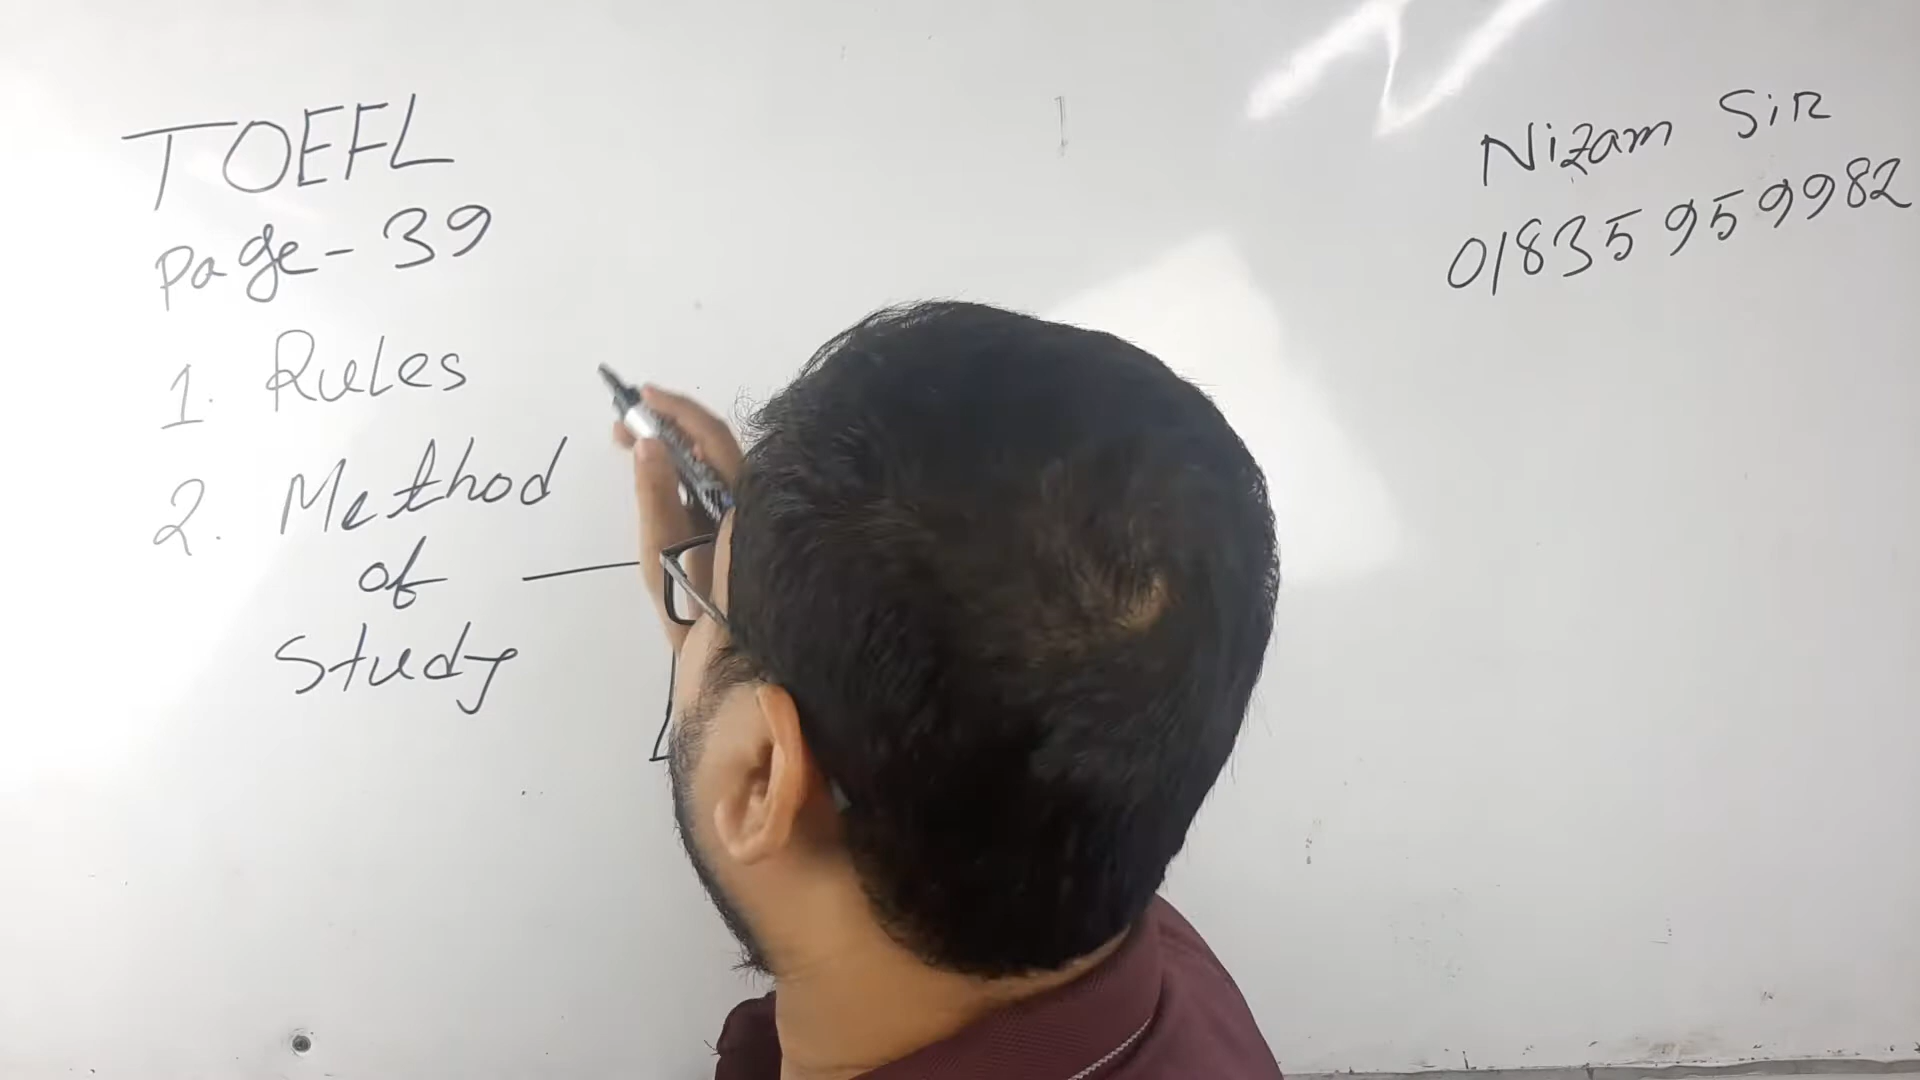 TOEFL
Page-39
1. Rules
2. Method
of
Study
Nizam Sir
01835959982